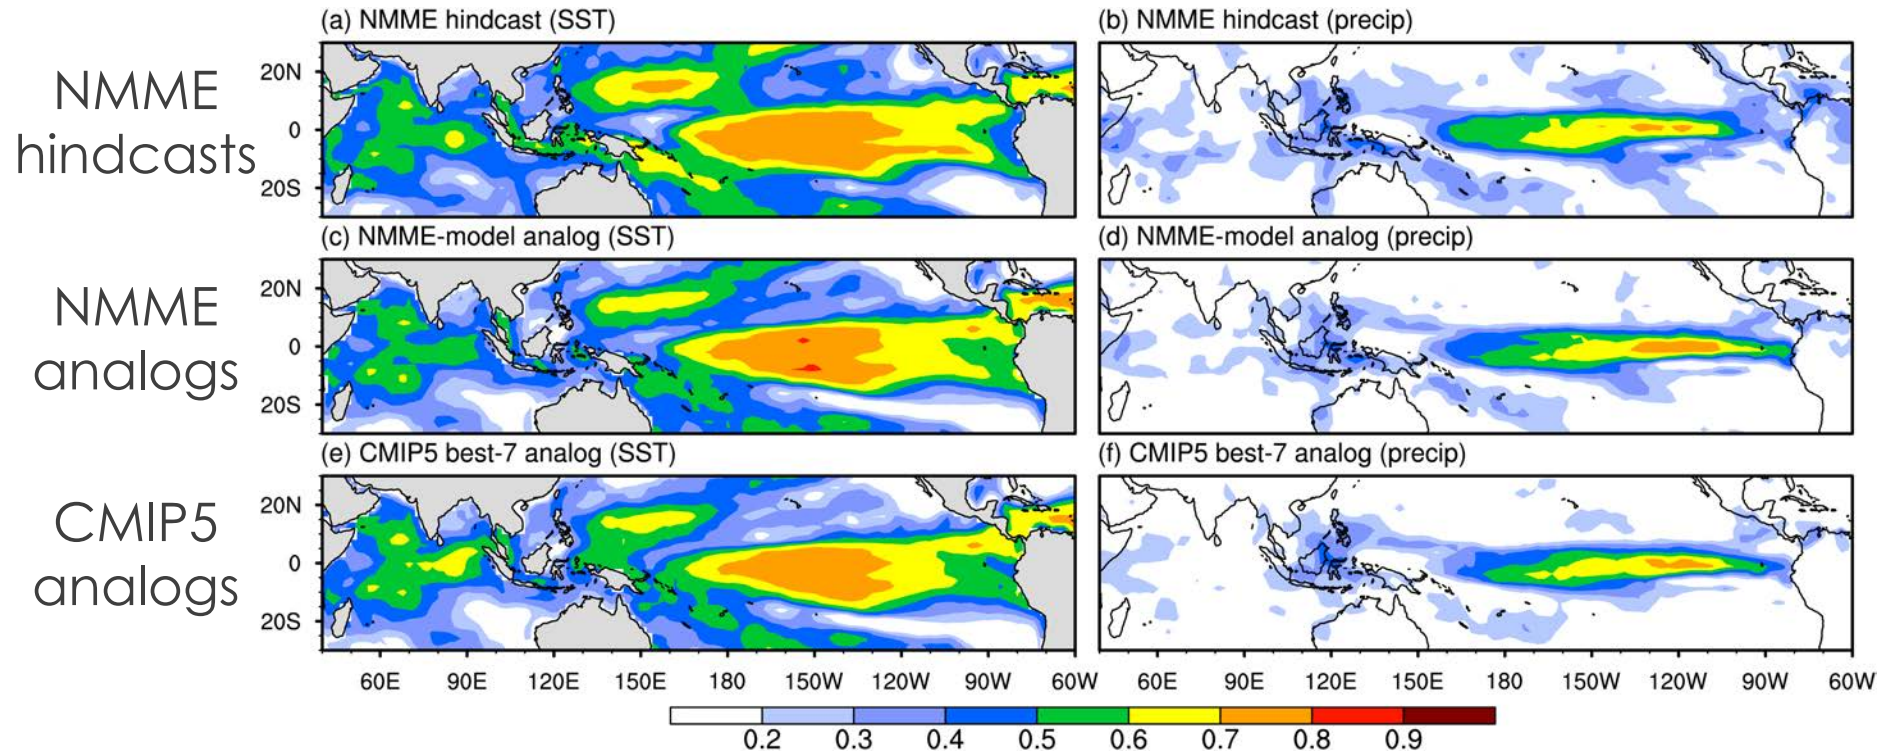 (a) NMME hindcast (SST)
(b) NMME hindcast (precip)
NMME
hindcasts
20N
0
20S
(c) NMME-model analog (SST)
(d) NMME-model analog (precip)
NMME
analogs
20N
0
20S
(e) CMIP5 best-7 analog (SST)
(f) CMIP5 best-7 analog (precip)
CMIP5
analogs
20N
0
20S
60E 90E 120E 150E 180 150W 120W 90W 60W
60E 90E 120E 150E 180 150W 120W 90W 60W
0.2 0.3 0.4 0.5 0.6 0.7 0.8 0.9